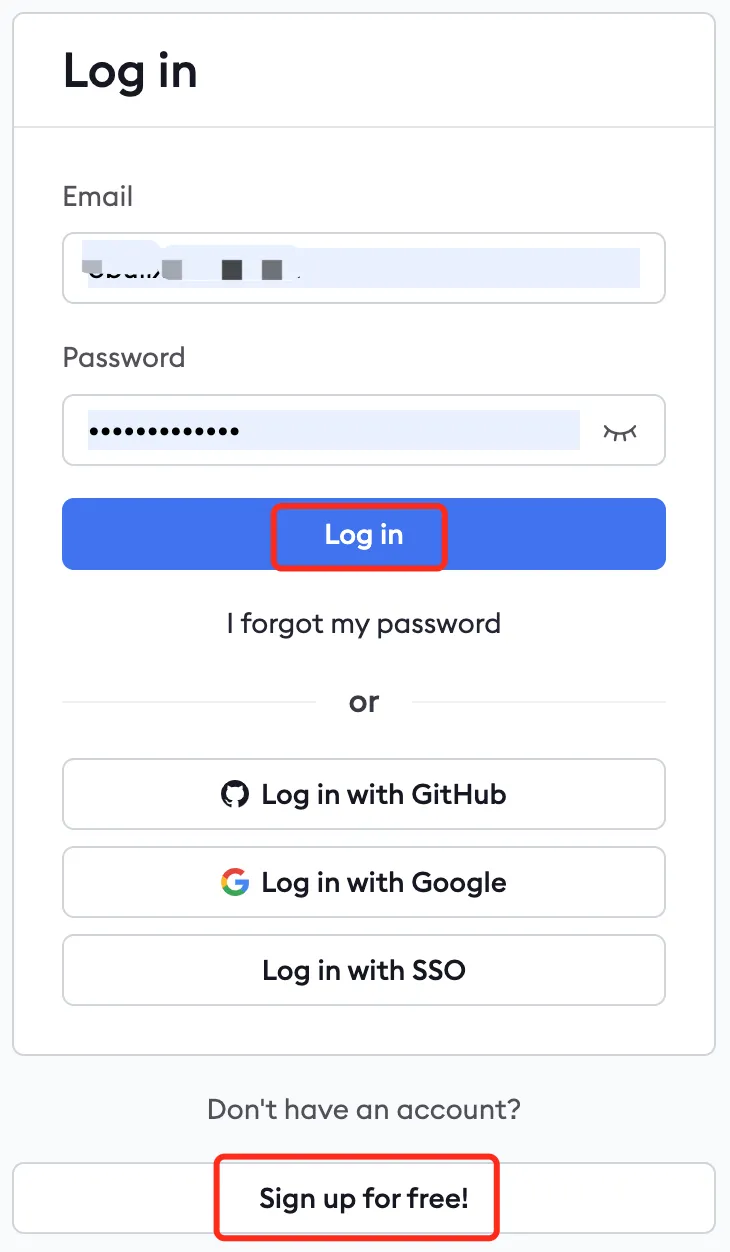 Log in
Email
Password
•••••••••••••
Log in
I forgot my password
or
Log in with GitHub
Log in with Google
Log in with SSO
Don't have an account?
Sign up for free!